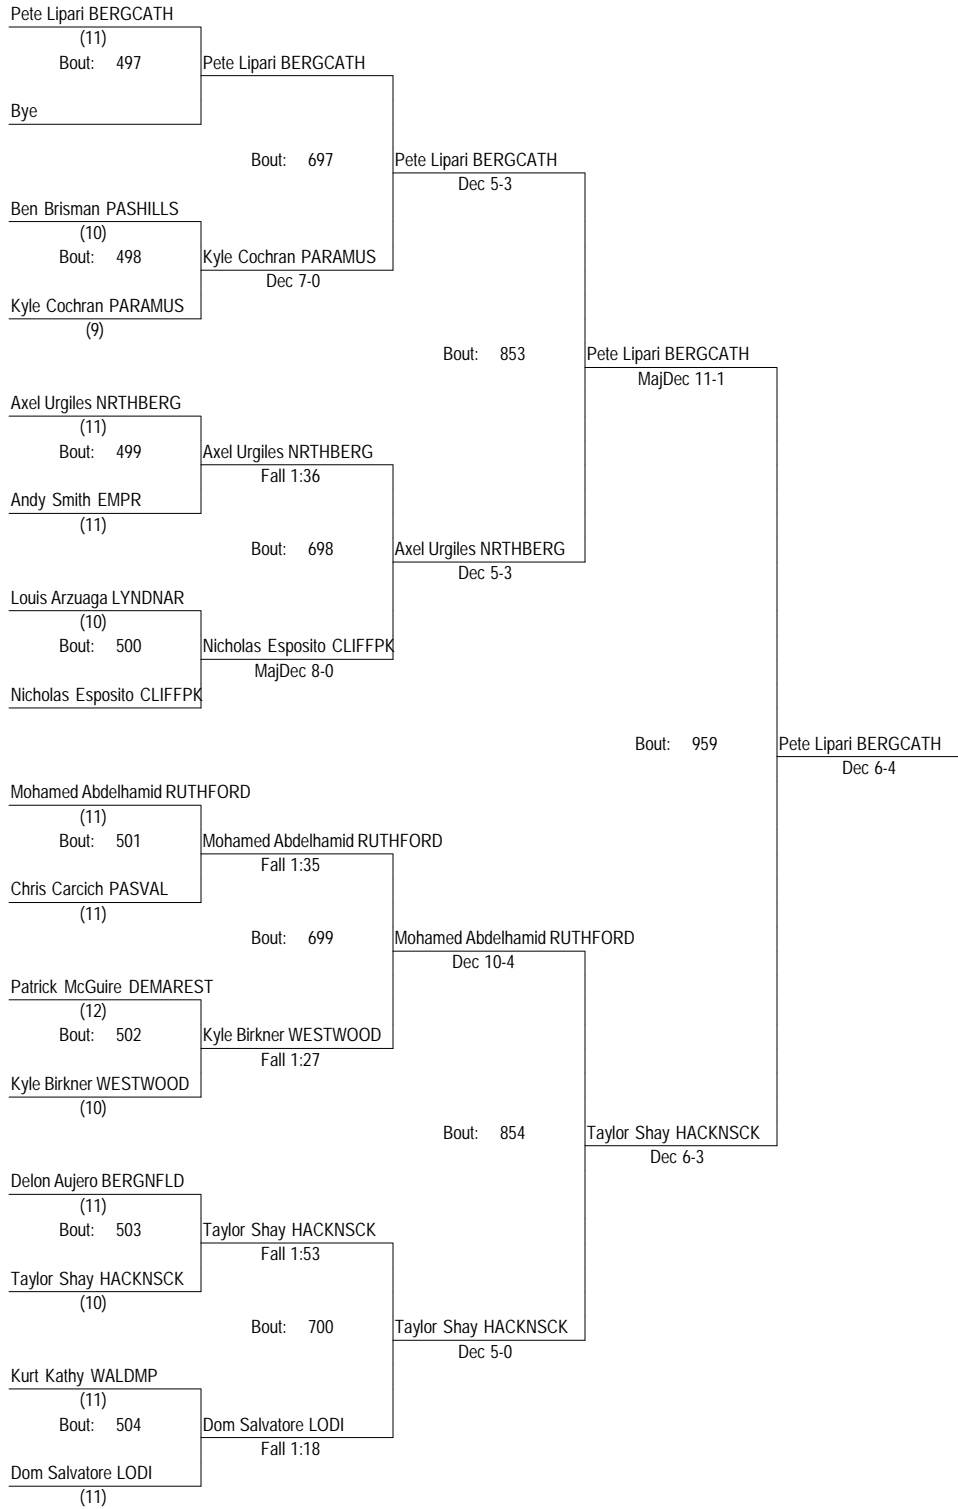 Pete Lipari BERGCATH
(11)
Bout: 497
Pete Lipari BERGCATH
Bye
Bout: 697
Pete Lipari BERGCATH
Dec 5-3
Ben Brisman PASHILLS
(10)
Bout: 498
Kyle Cochran PARAMUS
Dec 7-0
Kyle Cochran PARAMUS
(9)
Bout: 853
Pete Lipari BERGCATH
MajDec 11-1
Axel Urgiles NRTHBERG
(11)
Bout: 499
Axel Urgiles NRTHBERG
Fall 1:36
Andy Smith EMPR
(11)
Bout: 698
Axel Urgiles NRTHBERG
Dec 5-3
Louis Arzuaga LYNDNAR
(10)
Bout: 500
Nicholas Esposito CLIFFPK
MajDec 8-0
Nicholas Esposito CLIFFPK
Bout: 959
Pete Lipari BERGCATH
Dec 6-4
Mohamed Abdelhamid RUTHFORD
(11)
Bout: 501
Mohamed Abdelhamid RUTHFORD
Fall 1:35
Chris Carcich PASVAL
(11)
Bout: 699
Mohamed Abdelhamid RUTHFORD
Dec 10-4
Patrick McGuire DEMAREST
(12)
Bout: 502
Kyle Birkner WESTWOOD
Fall 1:27
Kyle Birkner WESTWOOD
(10)
Bout: 854
Taylor Shay HACKNSCK
Dec 6-3
Delon Aujero BERGNFLD
(11)
Bout: 503
Taylor Shay HACKNSCK
Fall 1:53
Taylor Shay HACKNSCK
(10)
Bout: 700
Taylor Shay HACKNSCK
Dec 5-0
Kurt Kathy WALDMP
(11)
Bout: 504
Dom Salvatore LODI
Fall 1:18
Dom Salvatore LODI
(11)